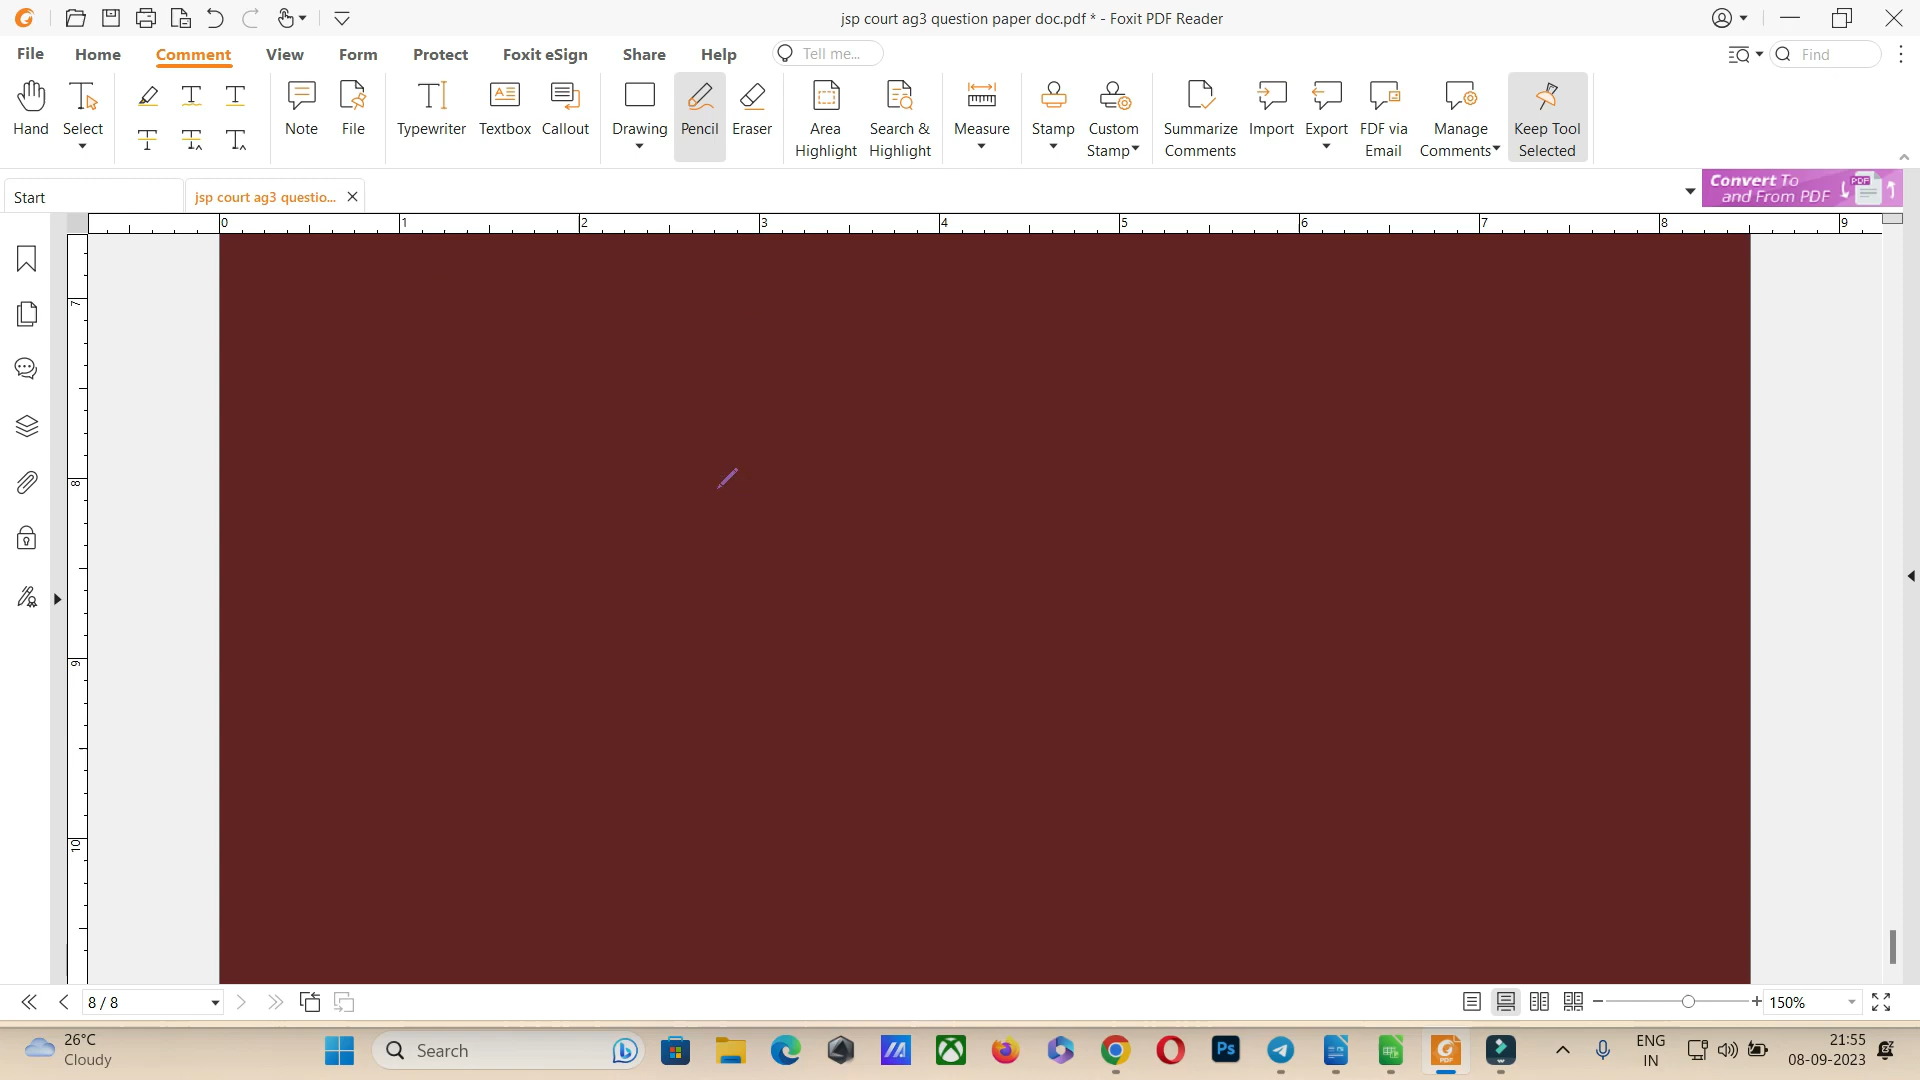 jsp court ag3 question paper doc.pdf * - Foxit PDF Reader
File Home Comment View Form Protect Foxit eSign Share Help Tell me... Find
Hand Select Note File Typewriter Textbox Callout Drawing Pencil Eraser Area Highlight Search & Highlight Measure Stamp Custom Stamp Summarize Comments Import Export FDF via Email Manage Comments Keep Tool Selected
Start jsp court ag3 questio... Convert To and From PDF PDF
0 1 2 3 4 5 6 7 8 9
7
8
9
10
8 / 8 150%
26°C
Cloudy
Search
Ps
PDF
ENG
IN
21:55
08-09-2023